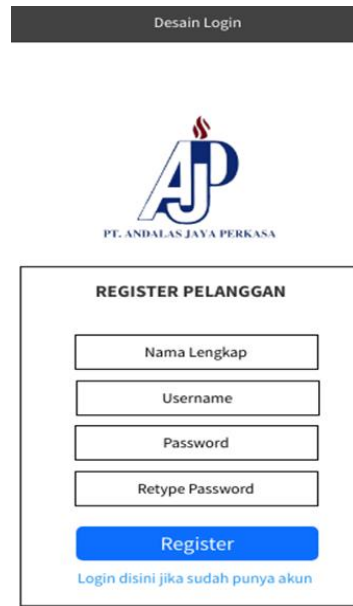 Desain Login
AJP
PT. ANDALAS JAYA PERKASA
REGISTER PELANGGAN
Nama Lengkap
Username
Password
Retype Password
Register
Login disini jika sudah punya akun